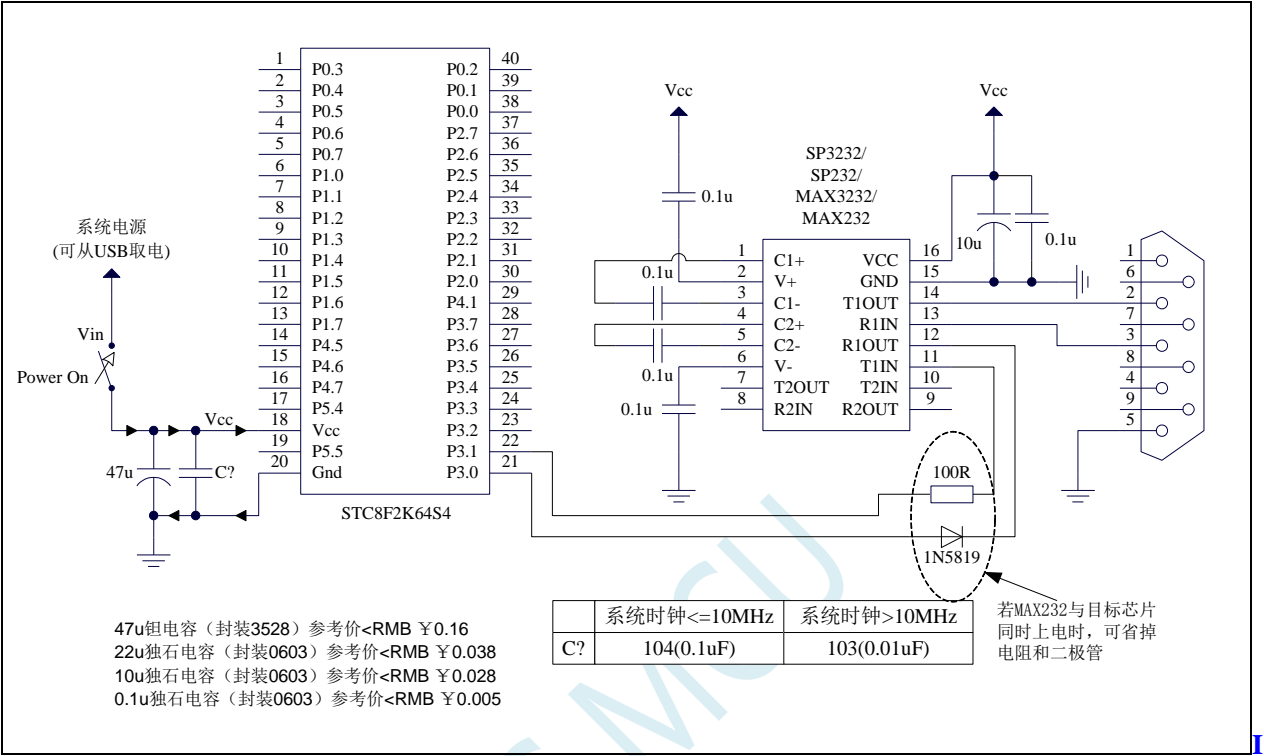 1 P0.3 P0.2 40
2 P0.4 P0.1 39
3 P0.5 P0.0 38
4 P0.6 P2.7 37
5 P0.7 P2.6 36
6 P1.0 P2.5 35
7 P1.1 P2.4 34
8 P1.2 P2.3 33
9 P1.3 P2.2 32
10 P1.4 P2.1 31
11 P1.5 P2.0 30
12 P1.6 P4.1 29
13 P1.7 P3.7 28
14 P4.5 P3.6 27
15 P4.6 P3.5 26
16 P4.7 P3.4 25
17 P5.4 P3.3 24
18 Vcc P3.2 23
19 P5.5 P3.1 22
20 Gnd P3.0 21
STC8F2K64S4
系统电源
(可从USB取电)
Vin
Power On
Vcc
47u
C?
Vcc
0.1u
0.1u
0.1u
0.1u
SP3232/
SP232/
MAX3232/
MAX232
1 C1+ VCC 16
2 V+ GND 15
3 C1- T1OUT 14
4 C2+ R1IN 13
5 C2- R1OUT 12
6 V- T1IN 11
7 T2OUT T2IN 10
8 R2IN R2OUT 9
Vcc
10u
0.1u
1
6
2
7
3
8
4
9
5
100R
1N5819
若MAX232与目标芯片
同时上电时，可省掉
电阻和二极管
系统时钟<=10MHz 系统时钟>10MHz
C? 104(0.1uF) 103(0.01uF)
47u钽电容（封装3528）参考价<RMB ￥0.16
22u独石电容（封装0603）参考价<RMB ￥0.038
10u独石电容（封装0603）参考价<RMB ￥0.028
0.1u独石电容（封装0603）参考价<RMB ￥0.005
MCU
I